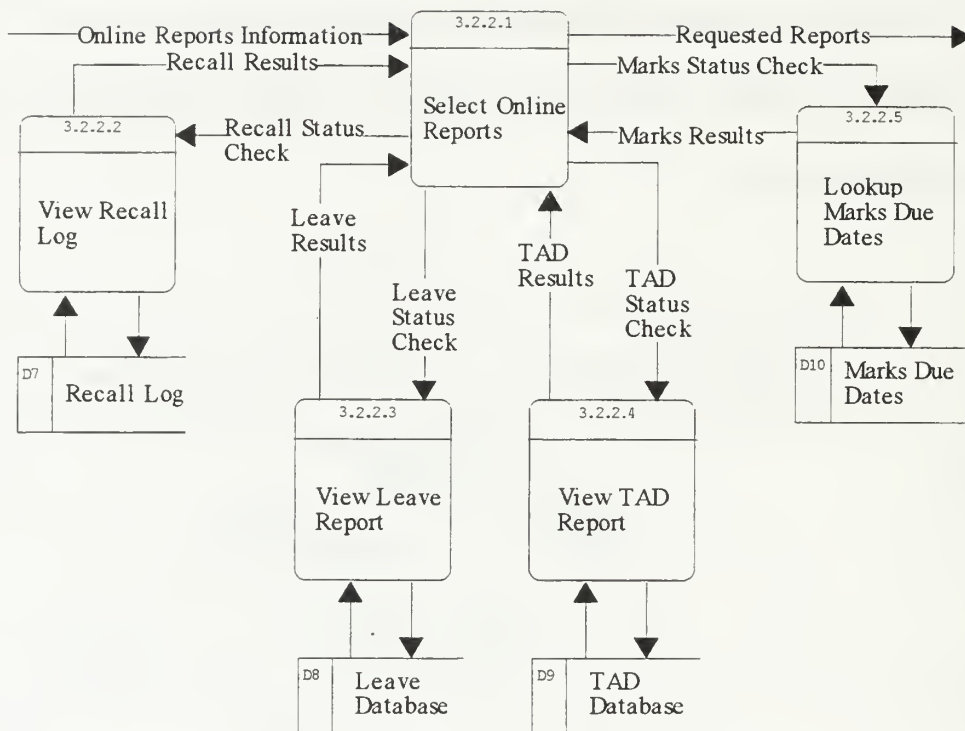 3.2.2.1
Online Reports Information
Requested Reports
Recall Results
Marks Status Check
Select Online
Reports
3.2.2.2
Recall Status
Check
Marks Results
3.2.2.5
View Recall
Log
Lookup
Marks Due
Dates
Leave
Results
TAD
Results
Leave
Status
Check
TAD
Status
Check
D7
Recall Log
D10
Marks Due
Dates
3.2.2.3
3.2.2.4
View Leave
Report
View TAD
Report
D8
Leave
Database
D9
TAD
Database